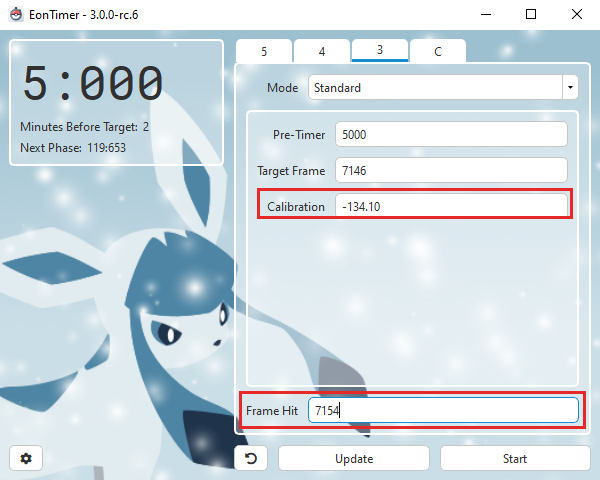 EonTimer - 3.0.0-rc.6
5:000
Minutes Before Target: 2
Next Phase: 119:653
5 4 3 C
Mode Standard
Pre-Timer 5000
Target Frame 7146
Calibration -134.10
Frame Hit 7154
Update Start